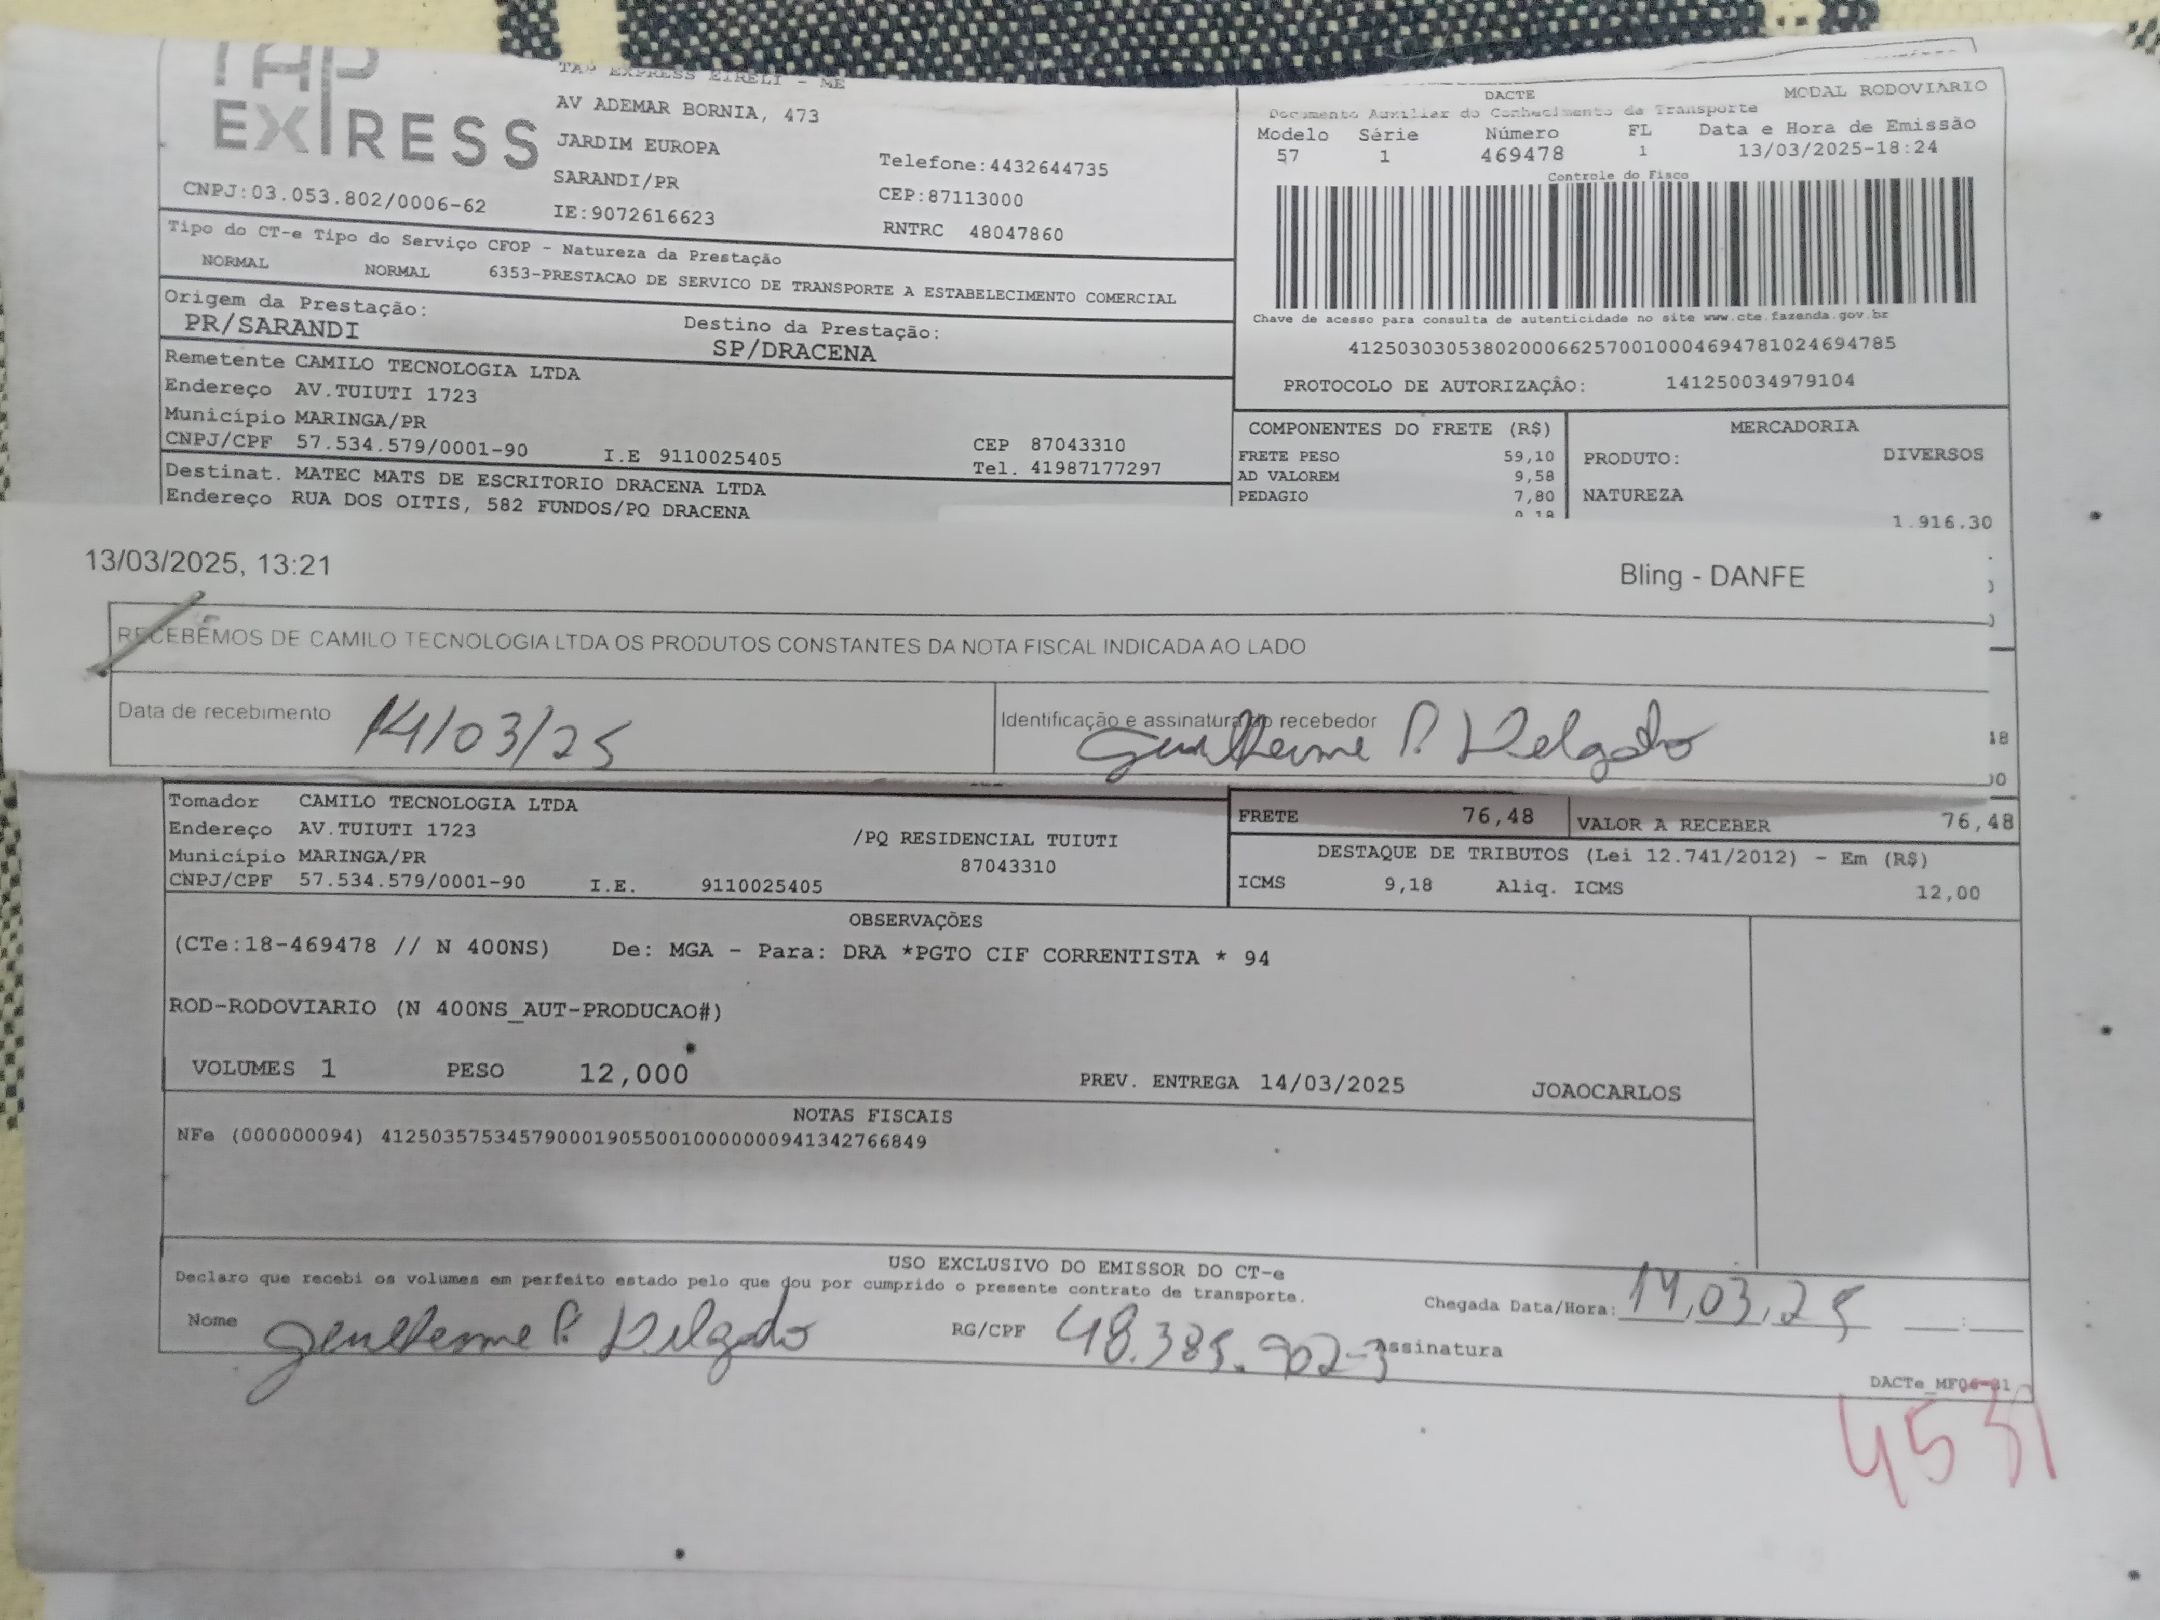 TAP
EXPRESS
TAP EXPRESS EIRELI - ME
AV ADEMAR BORNIA, 473
JARDIM EUROPA
SARANDI/PR
Telefone:4432644735
CEP:87113000
CNPJ:03.053.802/0006-62
IE:9072616623
RNTRC 48047860
DACTE MODAL RODOVIARIO
Documento Auxiliar do Conhecimento de Transporte
Modelo Série Número FL Data e Hora de Emissão
57 1 469478 1 13/03/2025-18:24
Controle do Fisco
Chave de acesso para consulta de autenticidade no site www.cte.fazenda.gov.br
41250303053802000662570010004694781024694785
PROTOCOLO DE AUTORIZAÇÃO: 141250034979104
Tipo do CT-e Tipo do Serviço CFOP - Natureza da Prestação
NORMAL NORMAL 6353-PRESTACAO DE SERVICO DE TRANSPORTE A ESTABELECIMENTO COMERCIAL
Origem da Prestação: Destino da Prestação:
PR/SARANDI SP/DRACENA
Remetente CAMILO TECNOLOGIA LTDA
Endereço AV.TUIUTI 1723
Município MARINGA/PR CEP 87043310
CNPJ/CPF 57.534.579/0001-90 I.E 9110025405 Tel. 41987177297
Destinat. MATEC MATS DE ESCRITORIO DRACENA LTDA
Endereço RUA DOS OITIS, 582 FUNDOS/PQ DRACENA
COMPONENTES DO FRETE (R$) MERCADORIA
FRETE PESO 59,10 PRODUTO: DIVERSOS
AD VALOREM 9,58
PEDAGIO 7,80 NATUREZA
1.916.30
13/03/2025, 13:21 Bling - DANFE
RECEBEMOS DE CAMILO TECNOLOGIA LTDA OS PRODUTOS CONSTANTES DA NOTA FISCAL INDICADA AO LADO
Data de recebimento 14/03/25 Identificação e assinatura do recebedor Guilherme P. Delgado
Tomador CAMILO TECNOLOGIA LTDA
Endereço AV.TUIUTI 1723 /PQ RESIDENCIAL TUIUTI
Município MARINGA/PR 87043310
CNPJ/CPF 57.534.579/0001-90 I.E. 9110025405
FRETE 76,48 VALOR A RECEBER 76,48
DESTAQUE DE TRIBUTOS (Lei 12.741/2012) - Em (R$)
ICMS 9,18 Aliq. ICMS 12,00
OBSERVAÇÕES
(CTe:18-469478 // N 400NS) De: MGA - Para: DRA *PGTO CIF CORRENTISTA * 94
ROD-RODOVIARIO (N 400NS_AUT-PRODUCAO#)
VOLUMES 1 PESO 12,000 PREV. ENTREGA 14/03/2025 JOAOCARLOS
NOTAS FISCAIS
NFe (000000094) 41250357534579000190550010000000941342766849
USO EXCLUSIVO DO EMISSOR DO CT-e
Declaro que recebi os volumes em perfeito estado pelo que dou por cumprido o presente contrato de transporte.
Chegada Data/Hora: 14,03,25
Nome Guilherme P. Delgado RG/CPF 48.385.902-3 Assinatura